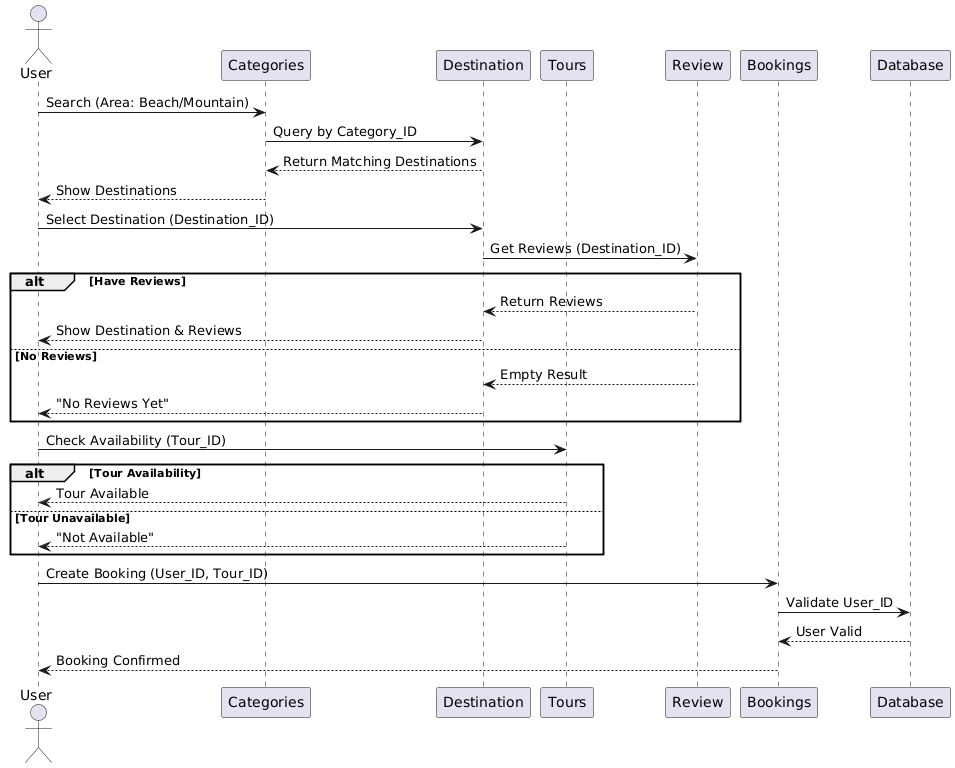 User
Categories
Destination
Tours
Review
Bookings
Database
Search (Area: Beach/Mountain)
Query by Category_ID
Return Matching Destinations
Show Destinations
Select Destination (Destination_ID)
Get Reviews (Destination_ID)
alt
[Have Reviews]
Return Reviews
Show Destination & Reviews
[No Reviews]
Empty Result
"No Reviews Yet"
Check Availability (Tour_ID)
alt
[Tour Availability]
Tour Available
[Tour Unavailable]
"Not Available"
Create Booking (User_ID, Tour_ID)
Validate User_ID
User Valid
Booking Confirmed
User
Categories
Destination
Tours
Review
Bookings
Database